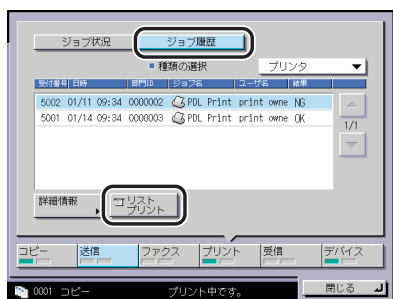 ジョブ状況 ジョブ履歴
■ 種類の選択 プリンタ ▼
受付番号 日時 部門ID ジョブ名 ユーザ名 結果
5002 01/11 09:34 0000002 PDL Print print owne NG
5001 01/14 09:34 0000003 PDL Print print owne OK
1/1
詳細情報
リスト
プリント
コピー 送信 ファクス プリント 受信 デバイス
0001 コピー プリント中です。 閉じる